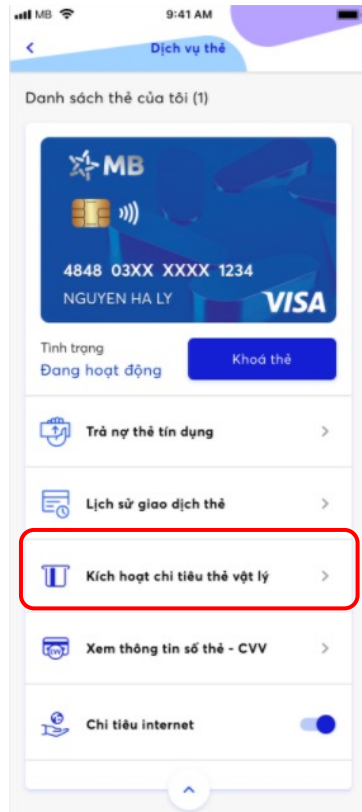 MB 9:41 AM
Dịch vụ thẻ
Danh sách thẻ của tôi (1)
MB
4848 03XX XXXX 1234
NGUYEN HA LY VISA
Tình trạng
Đang hoạt động
Khoá thẻ
Trả nợ thẻ tín dụng
Lịch sử giao dịch thẻ
Kích hoạt chi tiêu thẻ vật lý
CVV Xem thông tin số thẻ - CVV
Chi tiêu internet